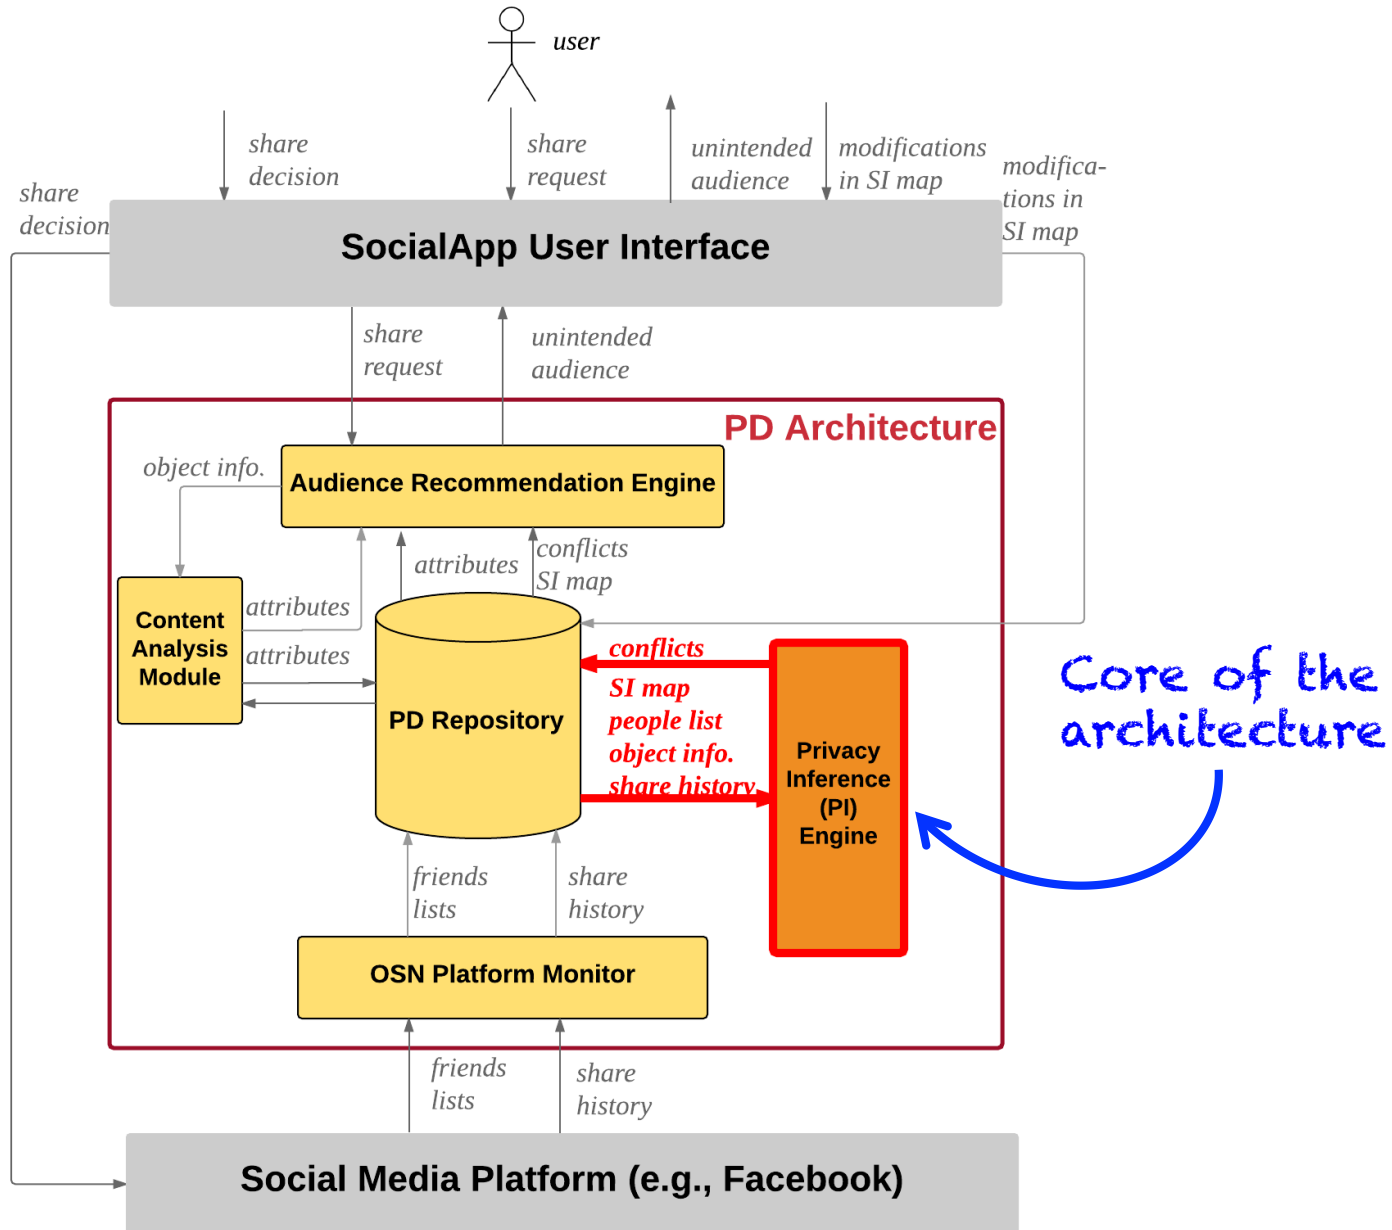 user
share
decision
share
request
unintended
audience
modifications
in SI map
modifica-
tions in
SI map
share
decision
SocialApp User Interface
share
request
unintended
audience
PD Architecture
object info.
Audience Recommendation Engine
attributes
conflicts
SI map
Content
Analysis
Module
attributes
attributes
PD Repository
conflicts
SI map
people list
object info.
share history
Privacy
Inference
(PI)
Engine
Core of the
architecture
friends
lists
share
history
OSN Platform Monitor
friends
lists
share
history
Social Media Platform (e.g., Facebook)